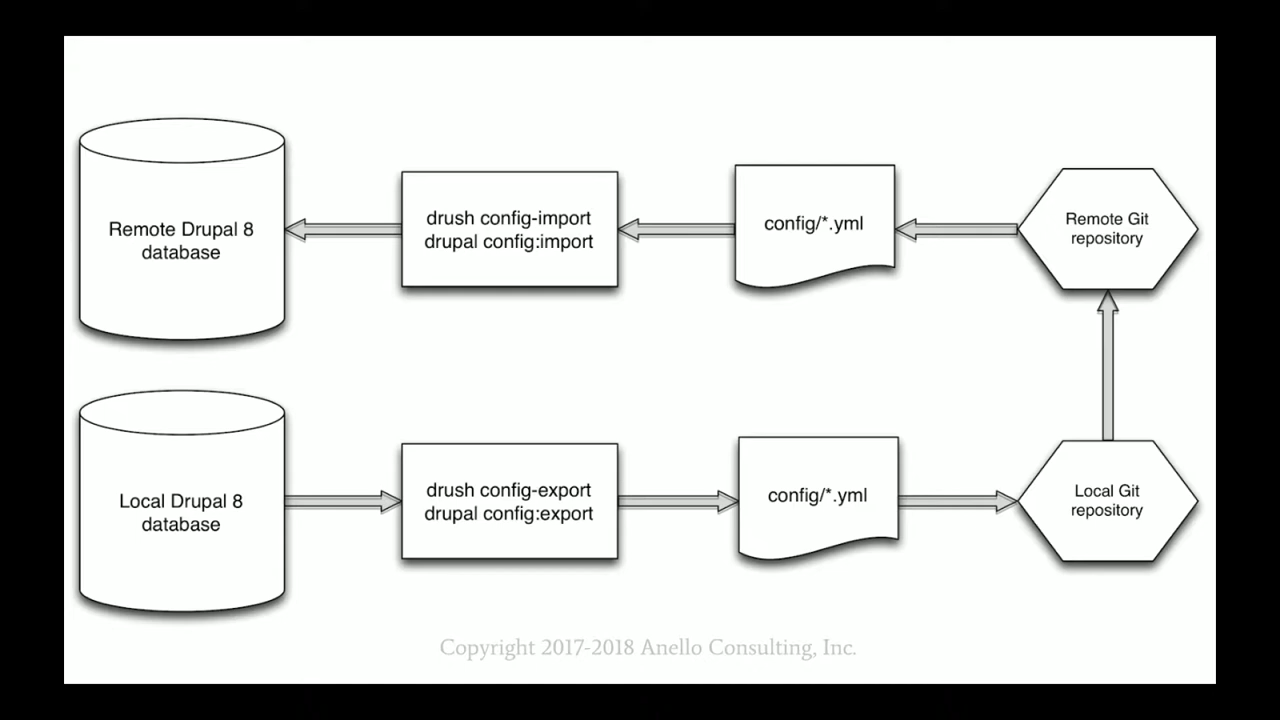 Remote Drupal 8
database
drush config-import
drupal config:import
config/*.yml
Remote Git
repository
Local Drupal 8
database
drush config-export
drupal config:export
config/*.yml
Local Git
repository
Copyright 2017-2018 Anello Consulting, Inc.